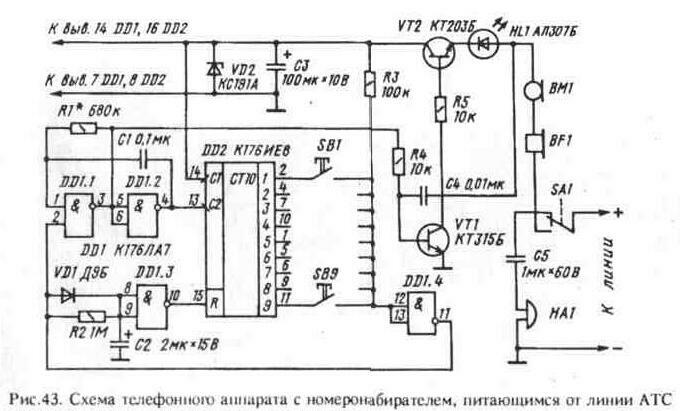 К выв. 14 DD1, 16 DD2
К выв. 7 DD1, 8 DD2
VD2
КС191А
C3
100мк×10В
R3
100к
VT2 КТ203Б
HL1 АЛ307Б
R1* 680к
C1 0,1мк
DD2 К176ИЕ8
SB1
R5
10к
BM1
BF1
DD1.1
DD1.2
&
&
1
2
3
5
6
4
14
13
15
C1
C2
R
CT10
1
2
3
4
5
6
7
8
9
2
4
7
10
1
5
6
9
11
R4
10к
C4 0,01мк
VT1
КТ315Б
SA1
+
DD1 К176ЛА7
VD1 Д9Б
DD1.3
&
8
9
10
SB9
DD1.4
&
12
13
11
C5
1мк×60В
К линии
R2 1М
C2 2мк×15В
HA1
−
Рис.43. Схема телефонного аппарата с номеронабирателем, питающимся от линии АТС